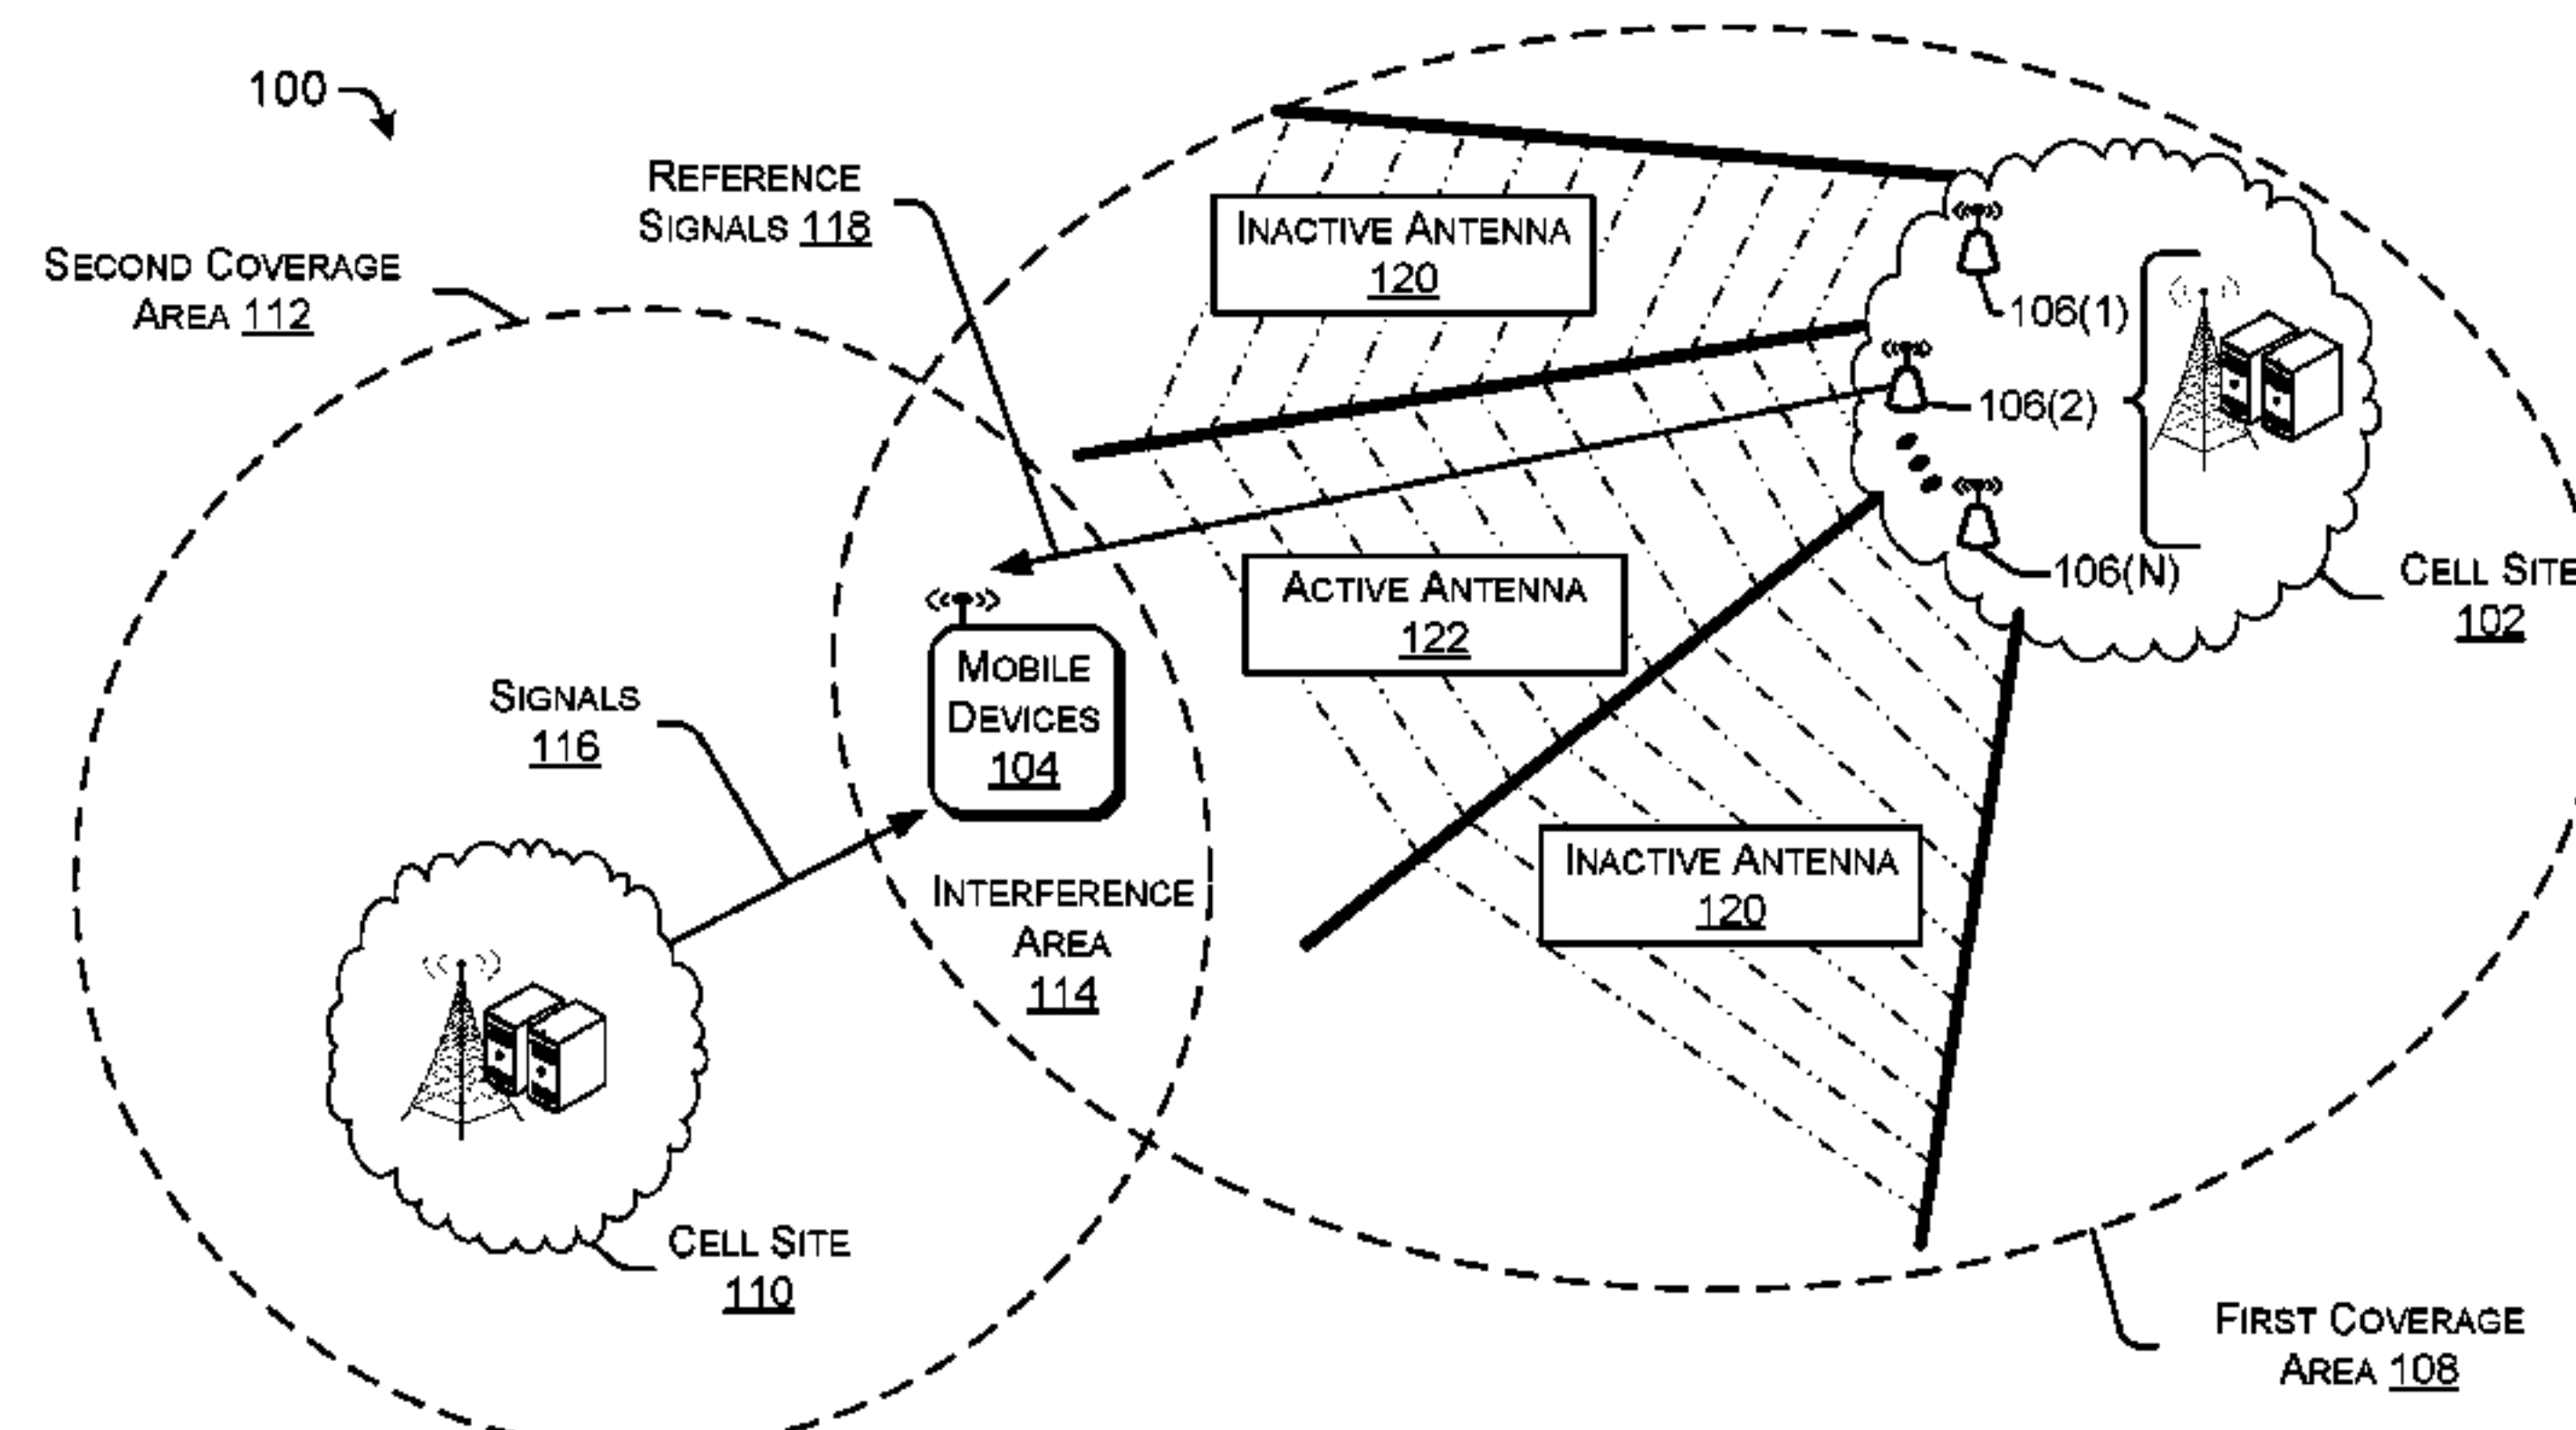 100
REFERENCE
SIGNALS 118
SECOND COVERAGE
AREA 112
INACTIVE ANTENNA
120
106(1)
106(2)
106(N)
CELL SITE
102
ACTIVE ANTENNA
122
MOBILE
DEVICES
104
SIGNALS
116
INTERFERENCE
AREA
114
INACTIVE ANTENNA
120
CELL SITE
110
FIRST COVERAGE
AREA 108